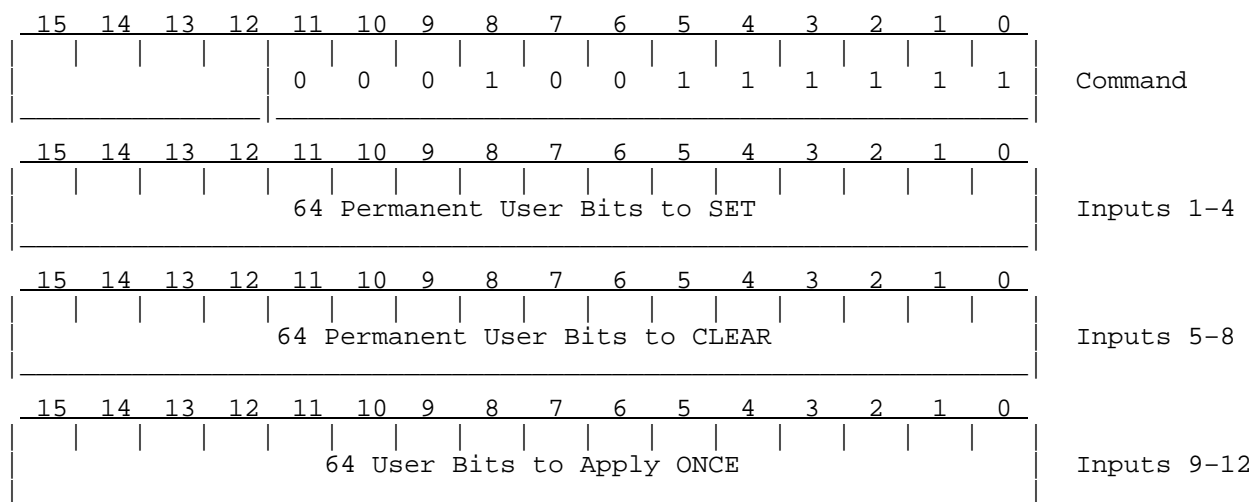 15 14 13 12 11 10 9 8 7 6 5 4 3 2 1 0
0 0 0 1 0 0 1 1 1 1 1 1 Command
15 14 13 12 11 10 9 8 7 6 5 4 3 2 1 0
64 Permanent User Bits to SET Inputs 1-4
15 14 13 12 11 10 9 8 7 6 5 4 3 2 1 0
64 Permanent User Bits to CLEAR Inputs 5-8
15 14 13 12 11 10 9 8 7 6 5 4 3 2 1 0
64 User Bits to Apply ONCE Inputs 9-12